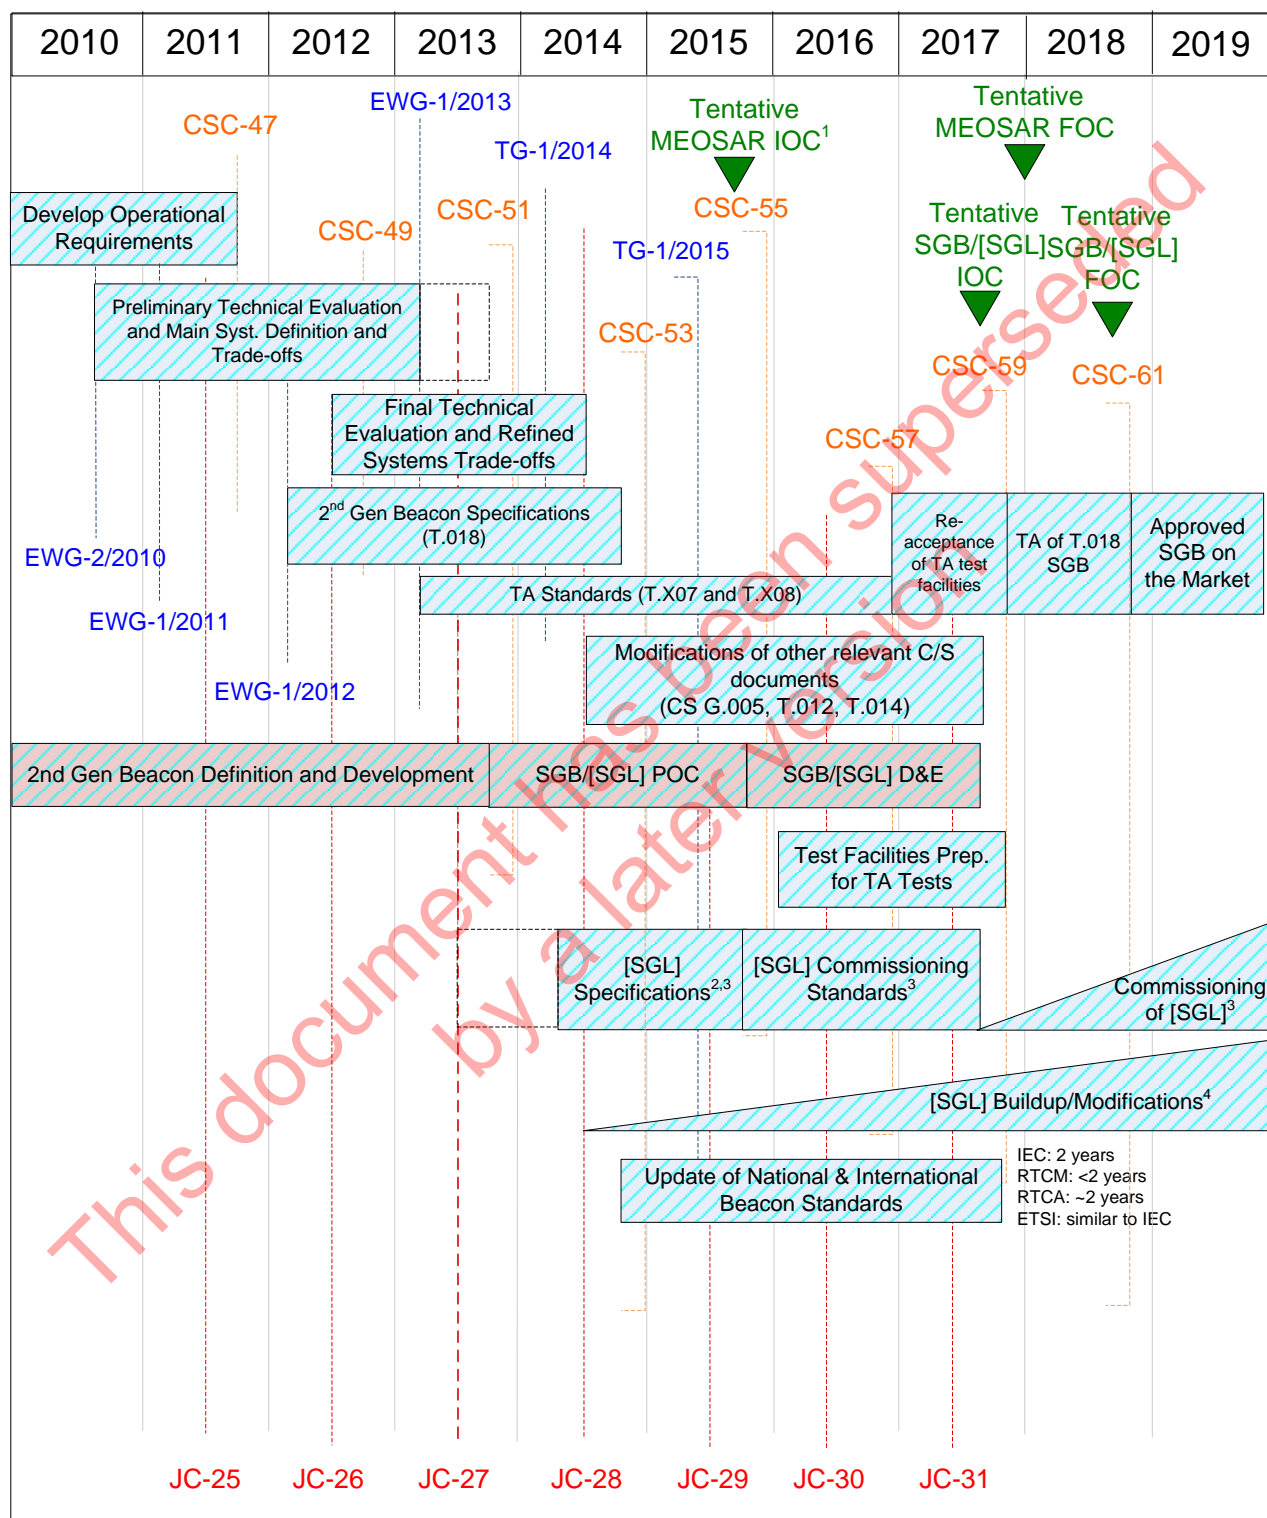 2010 2011 2012 2013 2014 2015 2016 2017 2018 2019
EWG-1/2013
CSC-47
TG-1/2014
Tentative
MEOSAR IOC1
Tentative
MEOSAR FOC
Develop Operational
Requirements
CSC-49
CSC-51
CSC-55
TG-1/2015
Tentative
SGB/[SGL]
IOC
Tentative
SGB/[SGL]
FOC
Preliminary Technical Evaluation
and Main Syst. Definition and
Trade-offs
CSC-53
CSC-59
CSC-61
Final Technical
Evaluation and Refined
Systems Trade-offs
CSC-57
2nd Gen Beacon Specifications
(T.018)
Re-
acceptance
of TA test
facilities
TA of T.018
SGB
Approved
SGB on
the Market
EWG-2/2010
TA Standards (T.X07 and T.X08)
EWG-1/2011
EWG-1/2012
Modifications of other relevant C/S
documents
(CS G.005, T.012, T.014)
2nd Gen Beacon Definition and Development
SGB/[SGL] POC
SGB/[SGL] D&E
Test Facilities Prep.
for TA Tests
[SGL]
Specifications2,3
[SGL] Commissioning
Standards3
Commissioning
of [SGL]3
[SGL] Buildup/Modifications4
Update of National & International
Beacon Standards
IEC: 2 years
RTCM: <2 years
RTCA: ~2 years
ETSI: similar to IEC
JC-25 JC-26 JC-27 JC-28 JC-29 JC-30 JC-31
This document has been superseded
by a later version